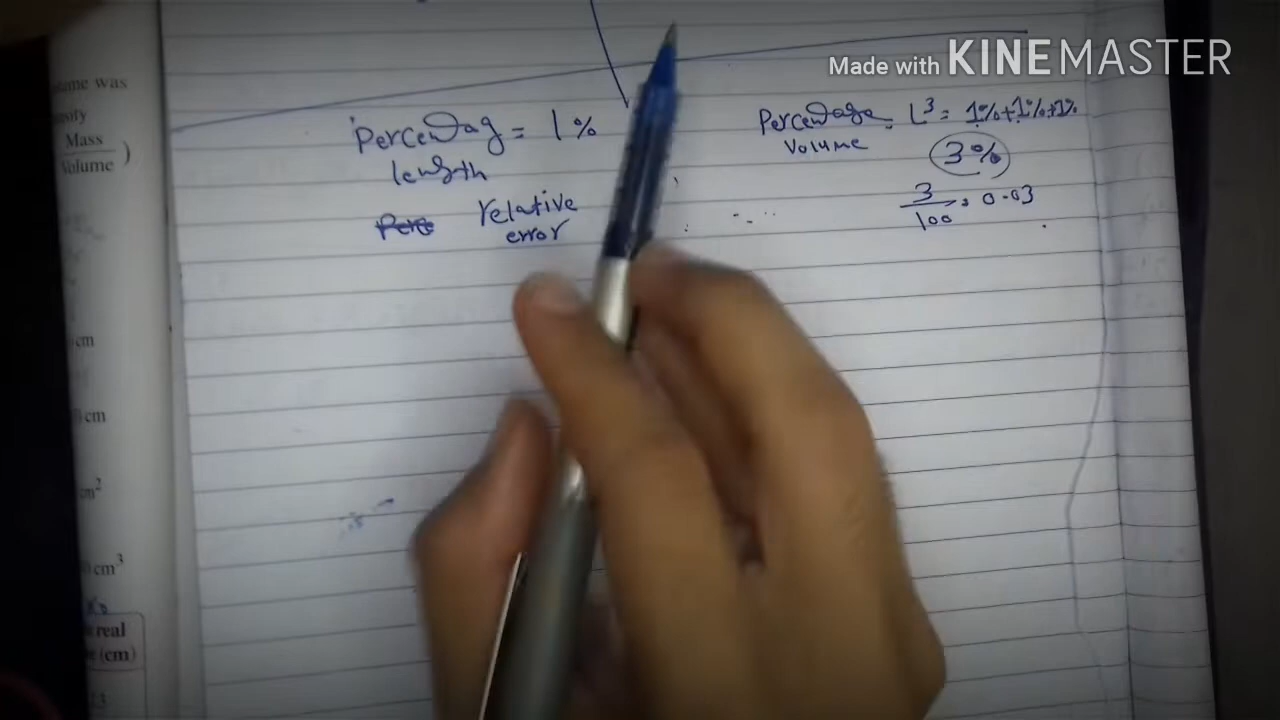 Made with KINEMASTER
Percentag = 1%
length
relative
error
Percentage L³ = 1%+1%+1%
Volume
3%
3/100 = 0.03
was
Mass
Volume )
cm
cm
cm²
cm³
real
(cm)